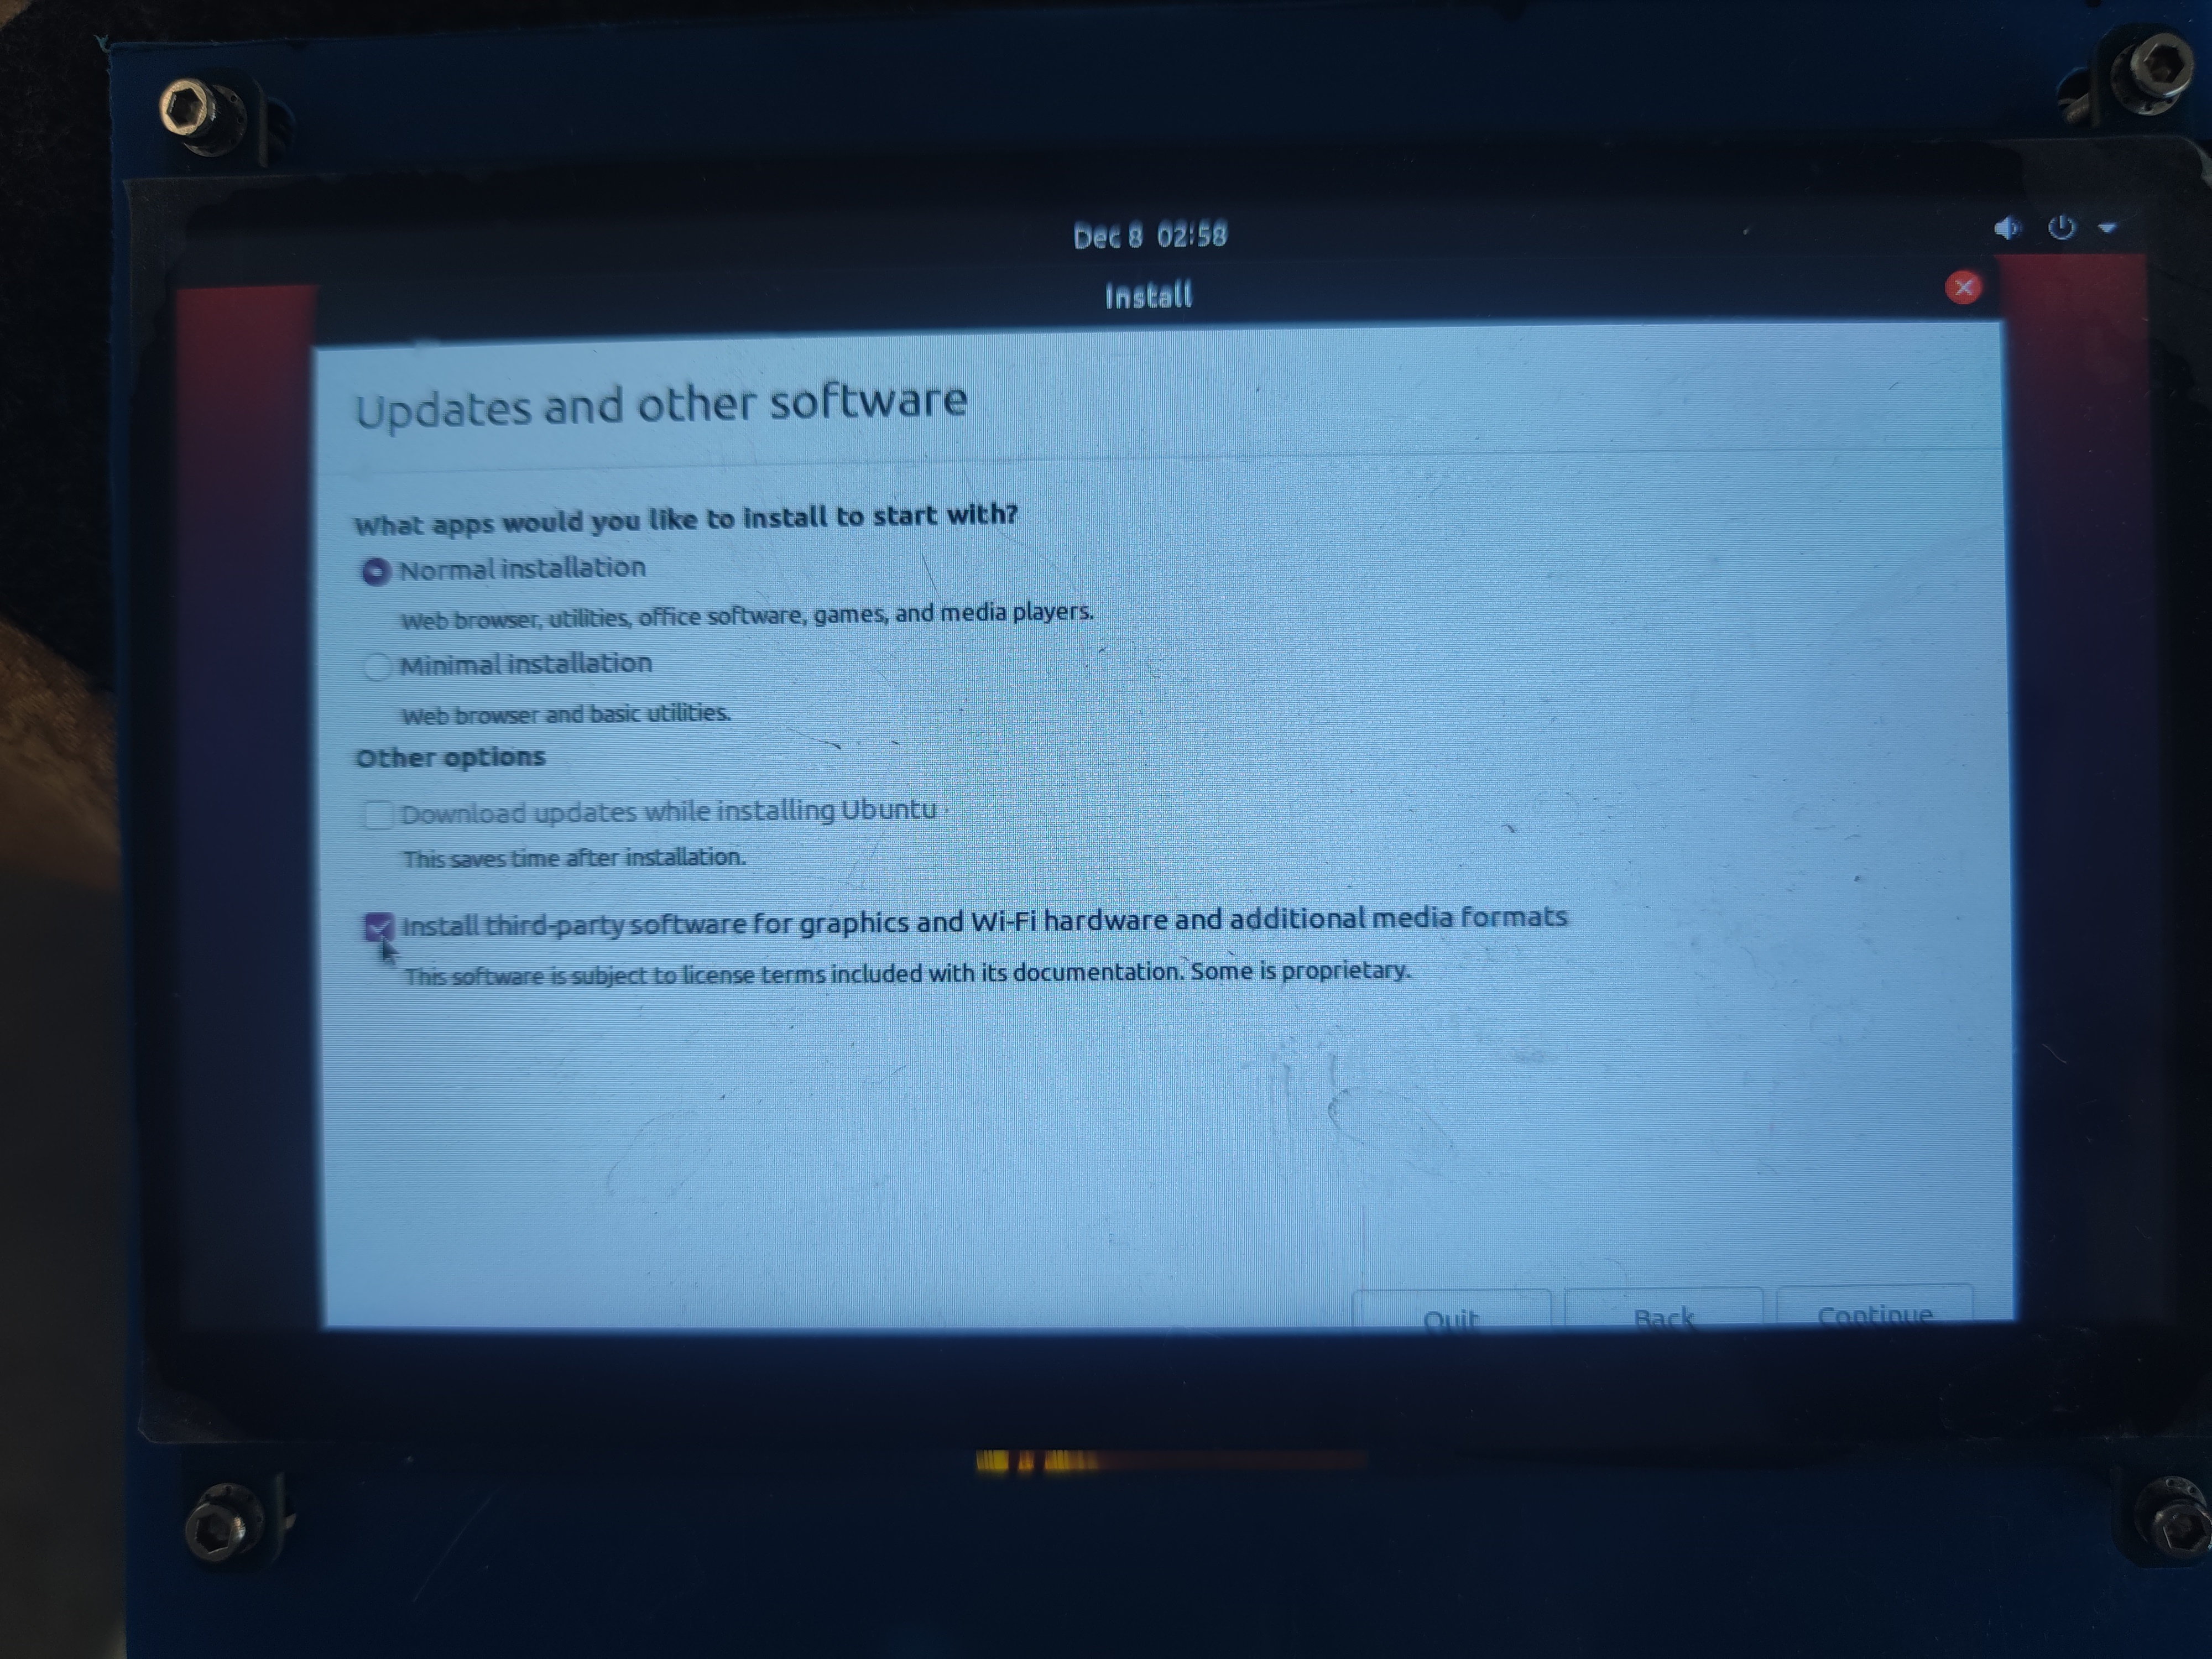 Dec 8 02:58
Install
Updates and other software
What apps would you like to install to start with?
Normal installation
Web browser, utilities, office software, games, and media players.
Minimal installation
Web browser and basic utilities.
Other options
Download updates while installing Ubuntu
This saves time after installation.
Install third-party software for graphics and Wi-Fi hardware and additional media formats
This software is subject to license terms included with its documentation. Some is proprietary.
Quit Back Continue